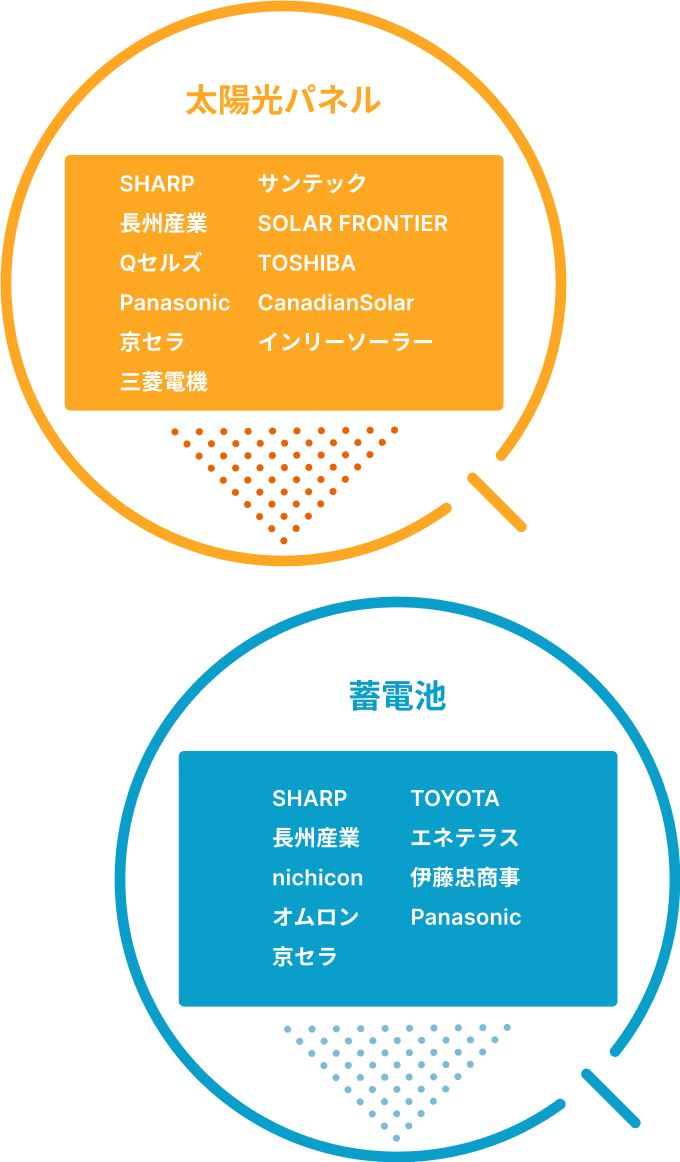 太陽光パネル
SHARP
長州産業
Qセルズ
Panasonic
京セラ
三菱電機
サンテック
SOLAR FRONTIER
TOSHIBA
CanadianSolar
インリーソーラー
蓄電池
SHARP
長州産業
nichicon
オムロン
京セラ
TOYOTA
エネテラス
伊藤忠商事
Panasonic